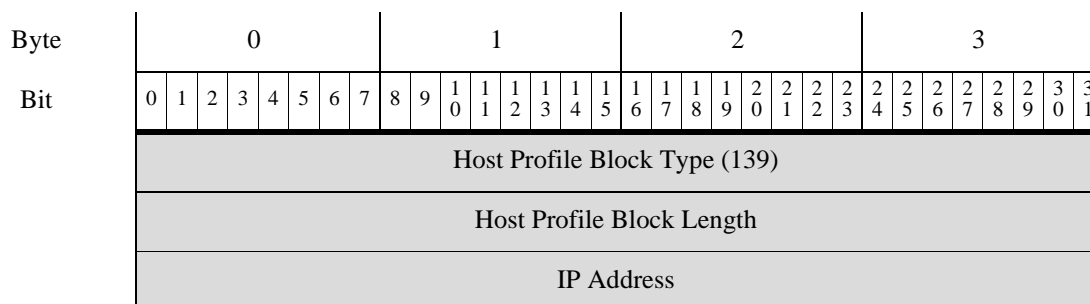 Byte 0 1 2 3
Bit 0 1 2 3 4 5 6 7 8 9 10 11 12 13 14 15 16 17 18 19 20 21 22 23 24 25 26 27 28 29 30 31
Host Profile Block Type (139)
Host Profile Block Length
IP Address